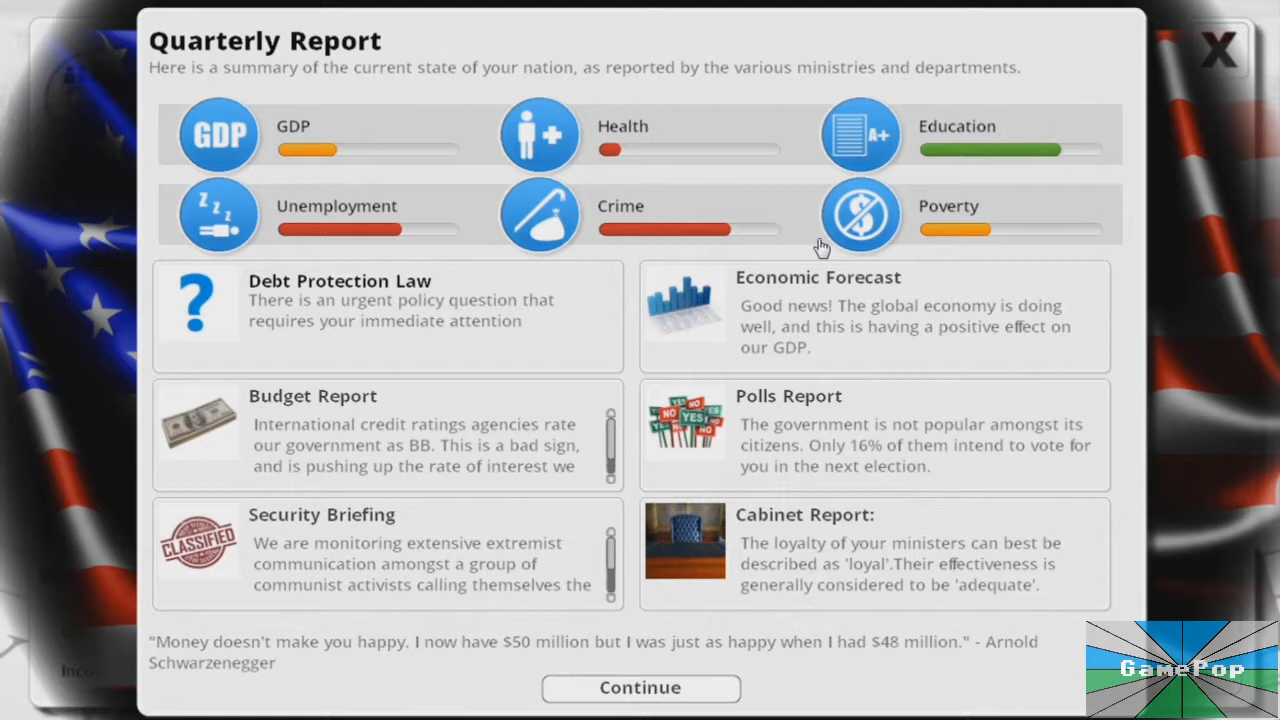 Quarterly Report
X
Here is a summary of the current state of your nation, as reported by the various ministries and departments.
GDP
GDP
Health
A+
Education
Z Z Z
Unemployment
Crime
$
Poverty
?
Debt Protection Law
There is an urgent policy question that
requires your immediate attention
Economic Forecast
Good news! The global economy is doing
well, and this is having a positive effect on
our GDP.
Budget Report
International credit ratings agencies rate
our government as BB. This is a bad sign,
and is pushing up the rate of interest we
YES NO
NO YES
NO
Polls Report
The government is not popular amongst its
citizens. Only 16% of them intend to vote for
you in the next election.
CLASSIFIED
Security Briefing
We are monitoring extensive extremist
communication amongst a group of
communist activists calling themselves the
Cabinet Report:
The loyalty of your ministers can best be
described as 'loyal'.Their effectiveness is
generally considered to be 'adequate'.
"Money doesn't make you happy. I now have $50 million but I was just as happy when I had $48 million." - Arnold
Schwarzenegger
Continue
GamePop